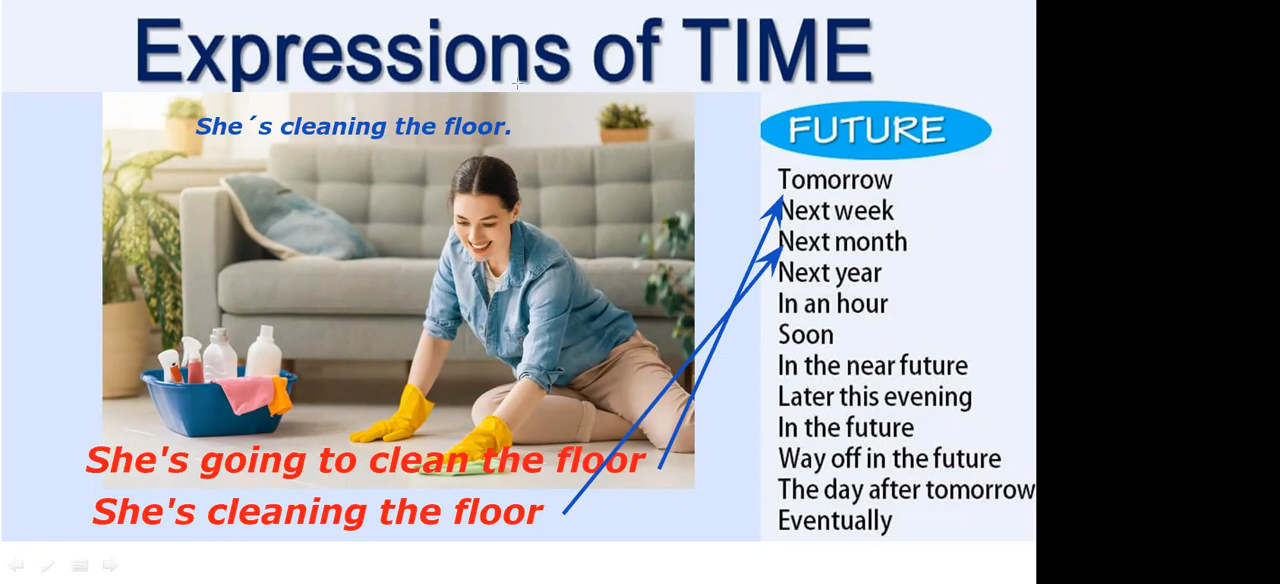 Expressions of TIME
She´s cleaning the floor.
She's going to clean the floor
She's cleaning the floor
FUTURE
Tomorrow
Next week
Next month
Next year
In an hour
Soon
In the near future
Later this evening
In the future
Way off in the future
The day after tomorrow
Eventually